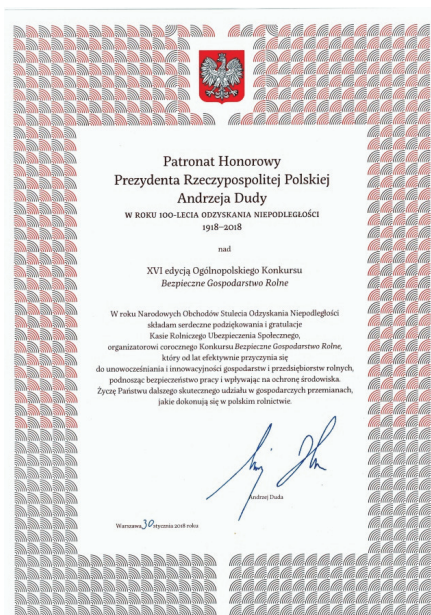 Patronat Honorowy
Prezydenta Rzeczypospolitej Polskiej
Andrzeja Dudy
W ROKU 100-LECIA ODZYSKANIA NIEPODLEGŁOŚCI
1918–2018
nad
XVI edycją Ogólnopolskiego Konkursu
Bezpieczne Gospodarstwo Rolne
W roku Narodowych Obchodów Stulecia Odzyskania Niepodległości
składam serdeczne podziękowania i gratulacje
Kasie Rolniczego Ubezpieczenia Społecznego,
organizatorowi corocznego Konkursu Bezpieczne Gospodarstwo Rolne,
który od lat efektywnie przyczynia się
do unowocześniania i innowacyjności gospodarstw i przedsiębiorstw rolnych,
podnosząc bezpieczeństwo pracy i wpływając na ochronę środowiska.
Życzę Państwu dalszego skutecznego udziału w gospodarczych przemianach,
jakie dokonują się w polskim rolnictwie.
Andrzej Duda
Warszawa, 30 stycznia 2018 roku